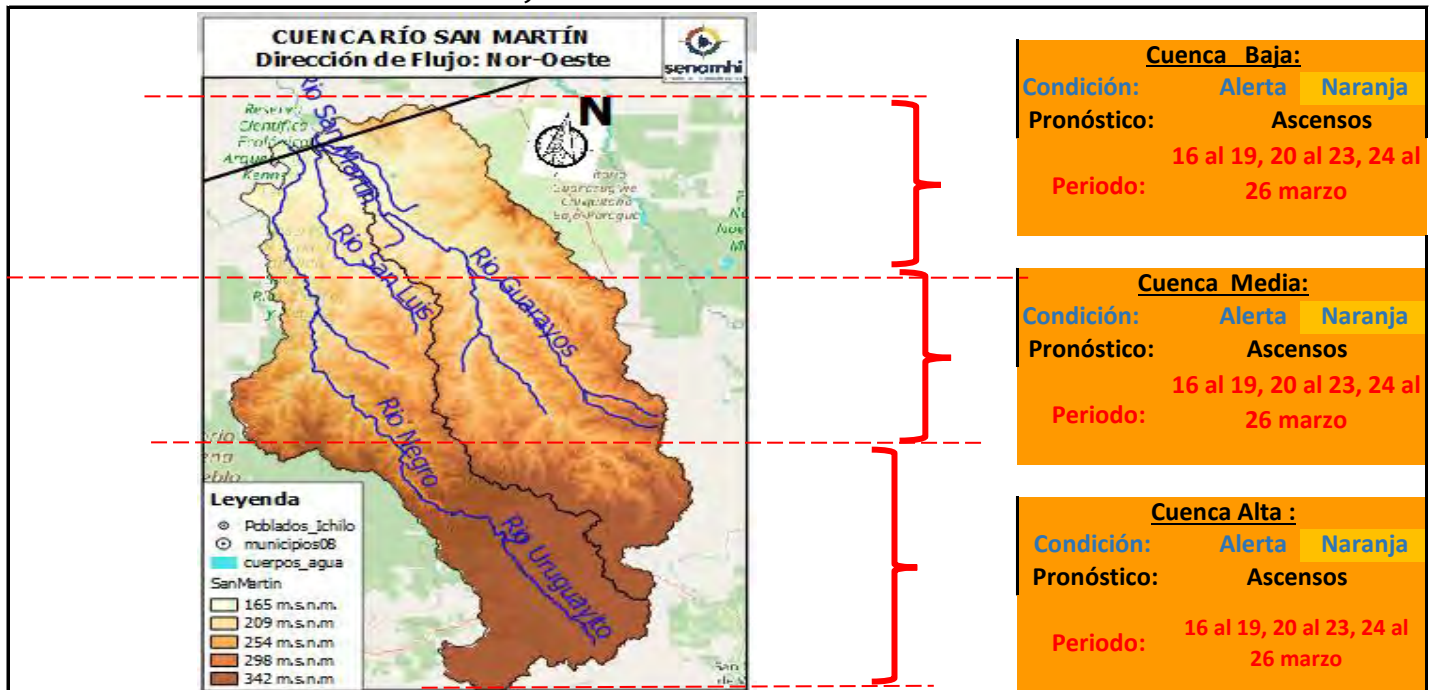 CUENCA RÍO SAN MARTÍN
Dirección de Flujo: Nor-Oeste
senamhi
N
Río San Martín
Río San Luis
Río Guarayos
Río Negro
Río Uruguayito
Leyenda
Poblados_Ichilo
municipios08
cuerpos_agua
SanMartin
165 m.s.n.m.
209 m.s.n.m
254 m.s.n.m
298 m.s.n.m
342 m.s.n.m
Cuenca Baja:
Condición: Alerta Naranja
Pronóstico: Ascensos
16 al 19, 20 al 23, 24 al
Periodo: 26 marzo
Cuenca Media:
Condición: Alerta Naranja
Pronóstico: Ascensos
16 al 19, 20 al 23, 24 al
Periodo: 26 marzo
Cuenca Alta :
Condición: Alerta Naranja
Pronóstico: Ascensos
Periodo: 16 al 19, 20 al 23, 24 al
26 marzo